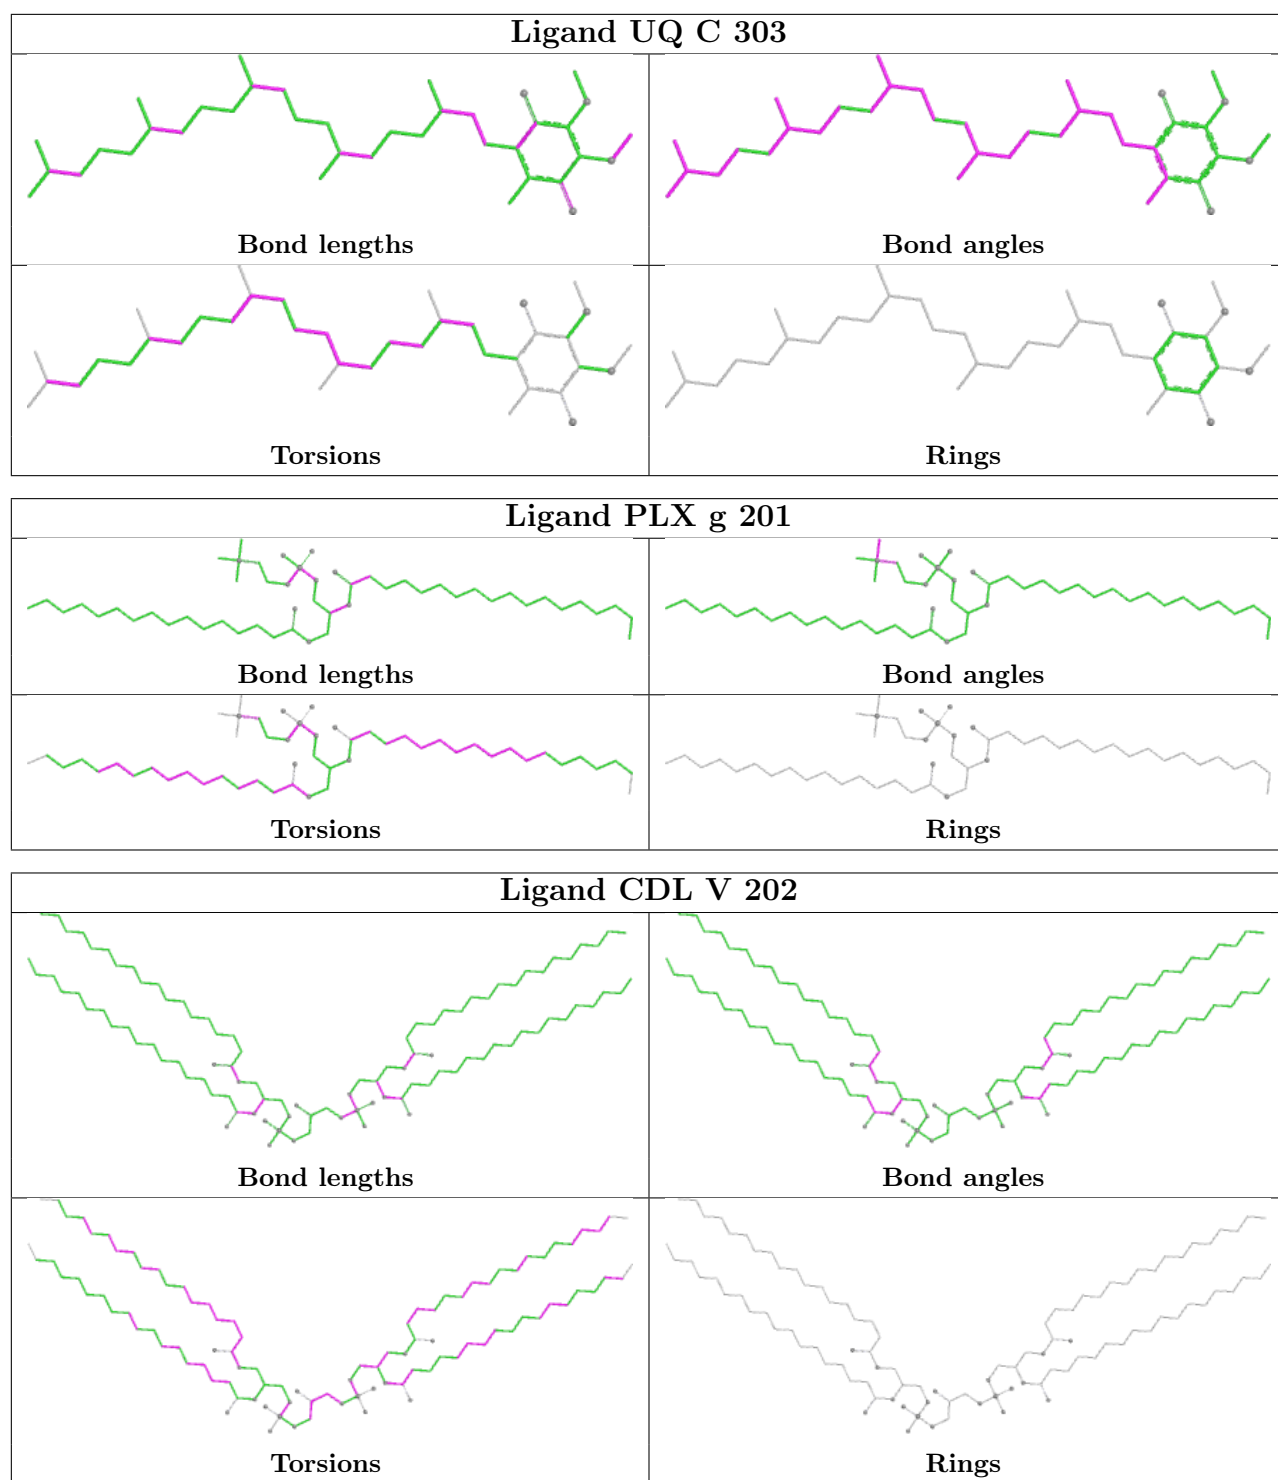 Ligand UQ C 303
Bond lengths
Bond angles
Torsions
Rings
Ligand PLX g 201
Bond lengths
Bond angles
Torsions
Rings
Ligand CDL V 202
Bond lengths
Bond angles
Torsions
Rings